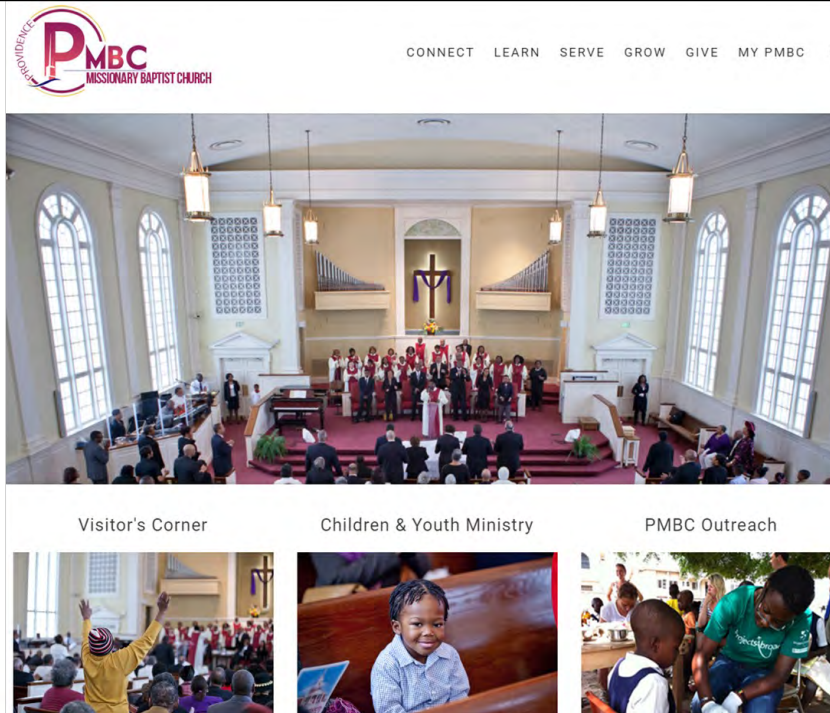 PROVIDENCE
PMBC
MISSIONARY BAPTIST CHURCH
CONNECT LEARN SERVE GROW GIVE MY PMBC
Visitor's Corner Children & Youth Ministry PMBC Outreach